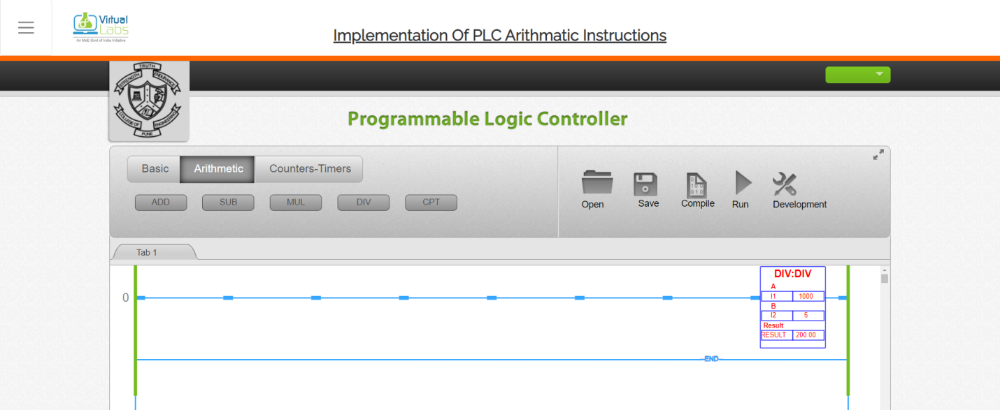 Virtual
Labs
An MoE Govt of India Initiative
Implementation Of PLC Arithmatic Instructions
TRUTH
STRENGTH
ENDURANCE
COLLEGE OF
ENGINEERING
PUNE
Programmable Logic Controller
Basic Arithmetic Counters-Timers
ADD SUB MUL DIV CPT
Open Save Compile Run Development
Tab 1
DIV:DIV
A
0
I1 1000
B
I2 5
Result
RESULT 200.00
END